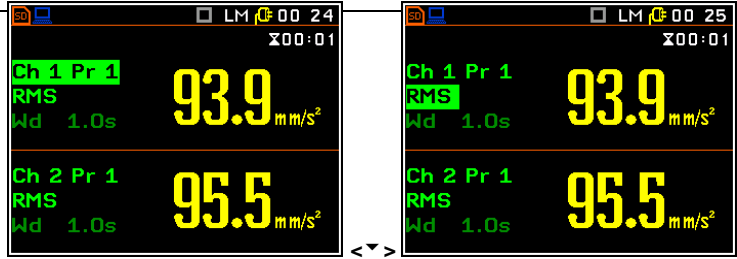 SD LM 00 24
00:01
Ch 1 Pr 1
RMS 93.9 mm/s²
Wd 1.0s
Ch 2 Pr 1
RMS 95.5 mm/s²
Wd 1.0s
< >
SD LM 00 25
00:01
Ch 1 Pr 1
RMS 93.9 mm/s²
Wd 1.0s
Ch 2 Pr 1
RMS 95.5 mm/s²
Wd 1.0s